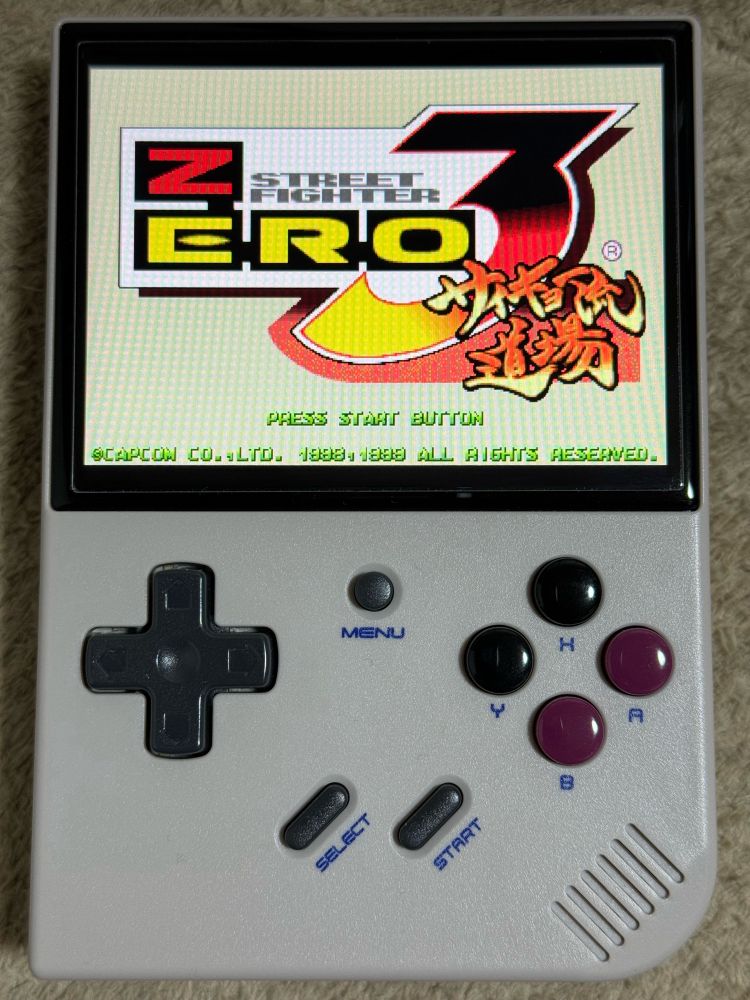 STREET
FIGHTER
ZERO 3
®
サイキョー流
道場
PRESS START BUTTON
©CAPCOM CO.,LTD. 1998,1999 ALL RIGHTS RESERVED.
MENU
X
Y
A
B
SELECT
START